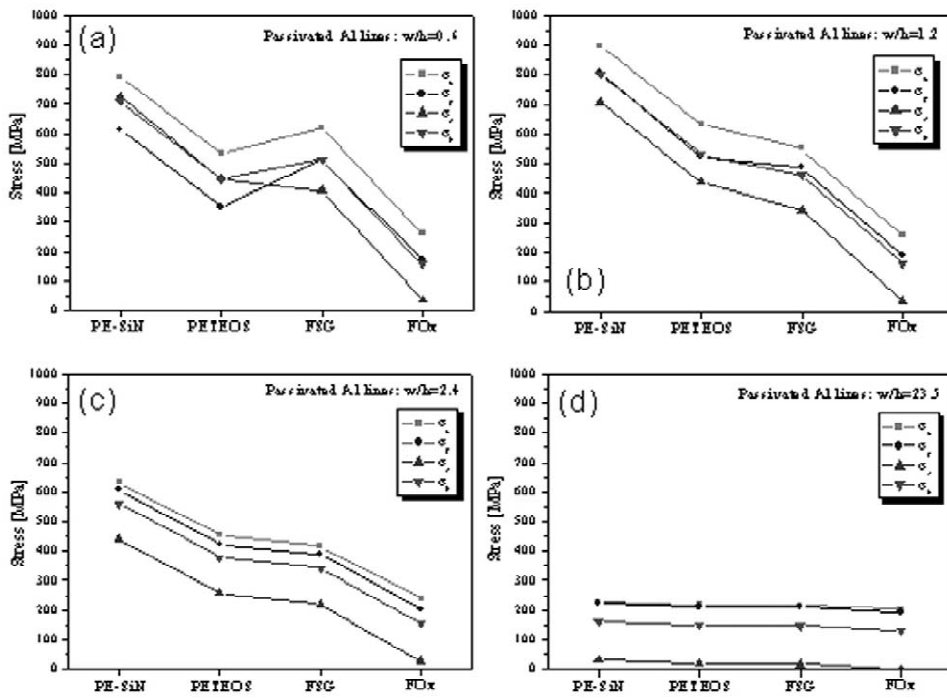 (a)
Passivated Al lines: w/h=0.6
σ
σ
σ
σ
Stress [MPa]
1000
900
800
700
600
500
400
300
200
100
0
PE-SiN PETEOS FSG FOx
(b)
Passivated Al lines: w/h=1.2
σ
σ
σ
σ
Stress [MPa]
1000
900
800
700
600
500
400
300
200
100
0
PE-SiN PETEOS FSG FOx
(c)
Passivated Al lines: w/h=2.4
σ
σ
σ
σ
Stress [MPa]
1000
900
800
700
600
500
400
300
200
100
0
PE-SiN PETEOS FSG FOx
(d)
Passivated Al lines: w/h=23.5
σ
σ
σ
σ
Stress [MPa]
1000
900
800
700
600
500
400
300
200
100
0
PE-SiN PETEOS FSG FOx